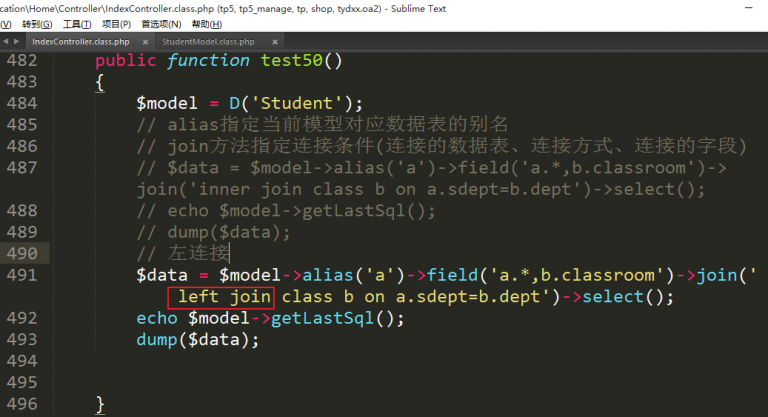 cation\Home\Controller\IndexController.class.php (tp5, tp5_manage, tp, shop, tydxx.oa2) - Sublime Text
(V) 转到(G) 工具(T) 项目(P) 首选项(N) 帮助(H)
IndexController.class.php × StudentModel.class.php ×
482 public function test50()
483 {
484 $model = D('Student');
485 // alias指定当前模型对应数据表的别名
486 // join方法指定连接条件(连接的数据表、连接方式、连接的字段)
487 // $data = $model->alias('a')->field('a.*,b.classroom')->
join('inner join class b on a.sdept=b.dept')->select();
488 // echo $model->getLastSql();
489 // dump($data);
490 // 左连接
491 $data = $model->alias('a')->field('a.*,b.classroom')->join('
left join class b on a.sdept=b.dept')->select();
492 echo $model->getLastSql();
493 dump($data);
494
495
496 }